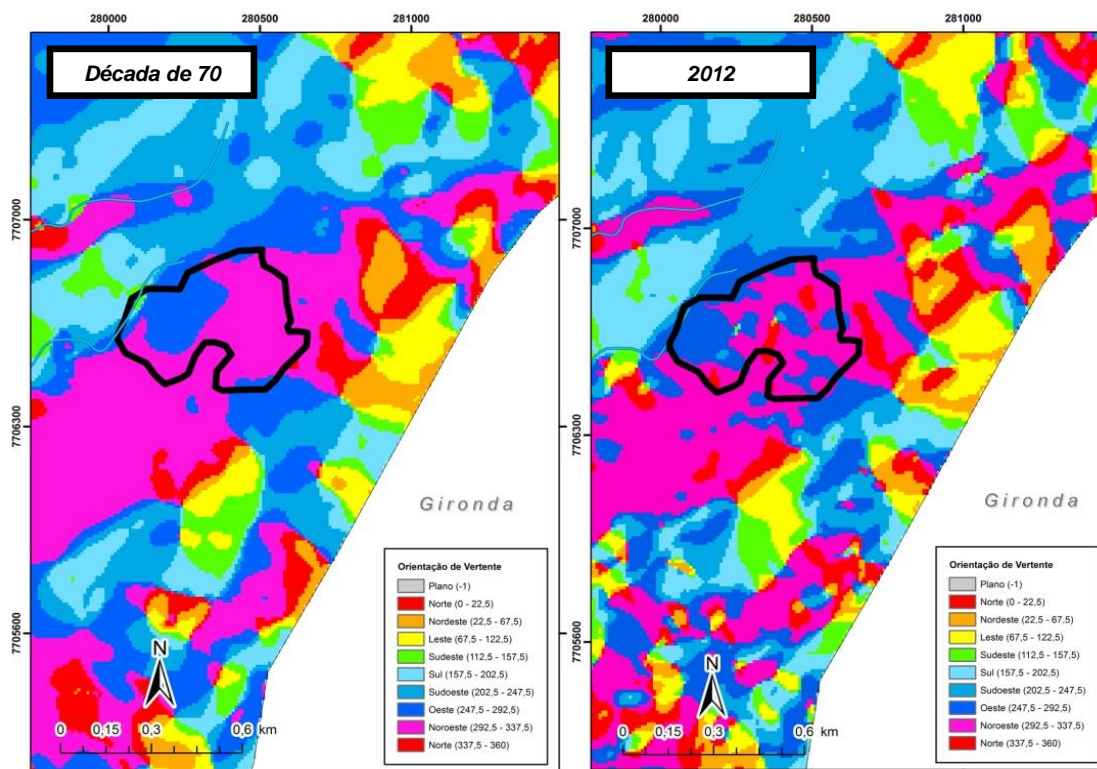 280000 280500 281000
Década de 70
7707000
7706300
7705600
Gironda
Orientação de Vertente
Plano (-1)
Norte (0 - 22,5)
Nordeste (22,5 - 67,5)
Leste (67,5 - 122,5)
Sudeste (112,5 - 157,5)
Sul (157,5 - 202,5)
Sudoeste (202,5 - 247,5)
Oeste (247,5 - 292,5)
Noroeste (292,5 - 337,5)
Norte (337,5 - 360)
N
0 0,15 0,3 0,6 km
280000 280500 281000
2012
7707000
7706300
7705600
Gironda
Orientação de Vertente
Plano (-1)
Norte (0 - 22,5)
Nordeste (22,5 - 67,5)
Leste (67,5 - 122,5)
Sudeste (112,5 - 157,5)
Sul (157,5 - 202,5)
Sudoeste (202,5 - 247,5)
Oeste (247,5 - 292,5)
Noroeste (292,5 - 337,5)
Norte (337,5 - 360)
N
0 0,15 0,3 0,6 km